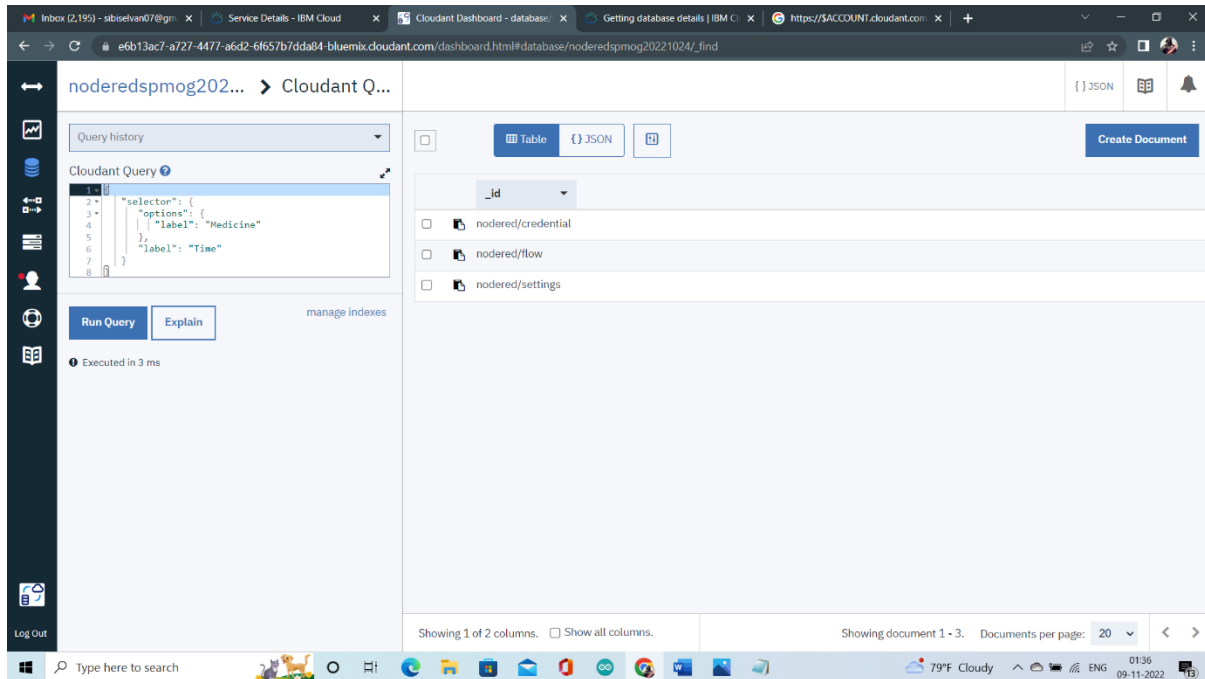 Inbox (2,195) - sibiselvan07@gm
Service Details - IBM Cloud
Cloudant Dashboard - database/
Getting database details | IBM Cl
https://$ACCOUNT.cloudant.com
e6b13ac7-a727-4477-a6d2-6f657b7dda84-bluemix.cloudant.com/dashboard.html#database/noderedspmog20221024/_find
noderedspmog202... Cloudant Q...
{ } JSON
Query history
Table
{ } JSON
Create Document
Cloudant Query
1 {
2 "selector": {
3 "options": {
4 "label": "Medicine"
5 },
6 "label": "Time"
7 }
8 }
_id
nodered/credential
nodered/flow
nodered/settings
Run Query
Explain
manage indexes
Executed in 3 ms
Log Out
Showing 1 of 2 columns.
Show all columns.
Showing document 1 - 3.
Documents per page: 20
Type here to search
79°F Cloudy
ENG
01:36
09-11-2022
13